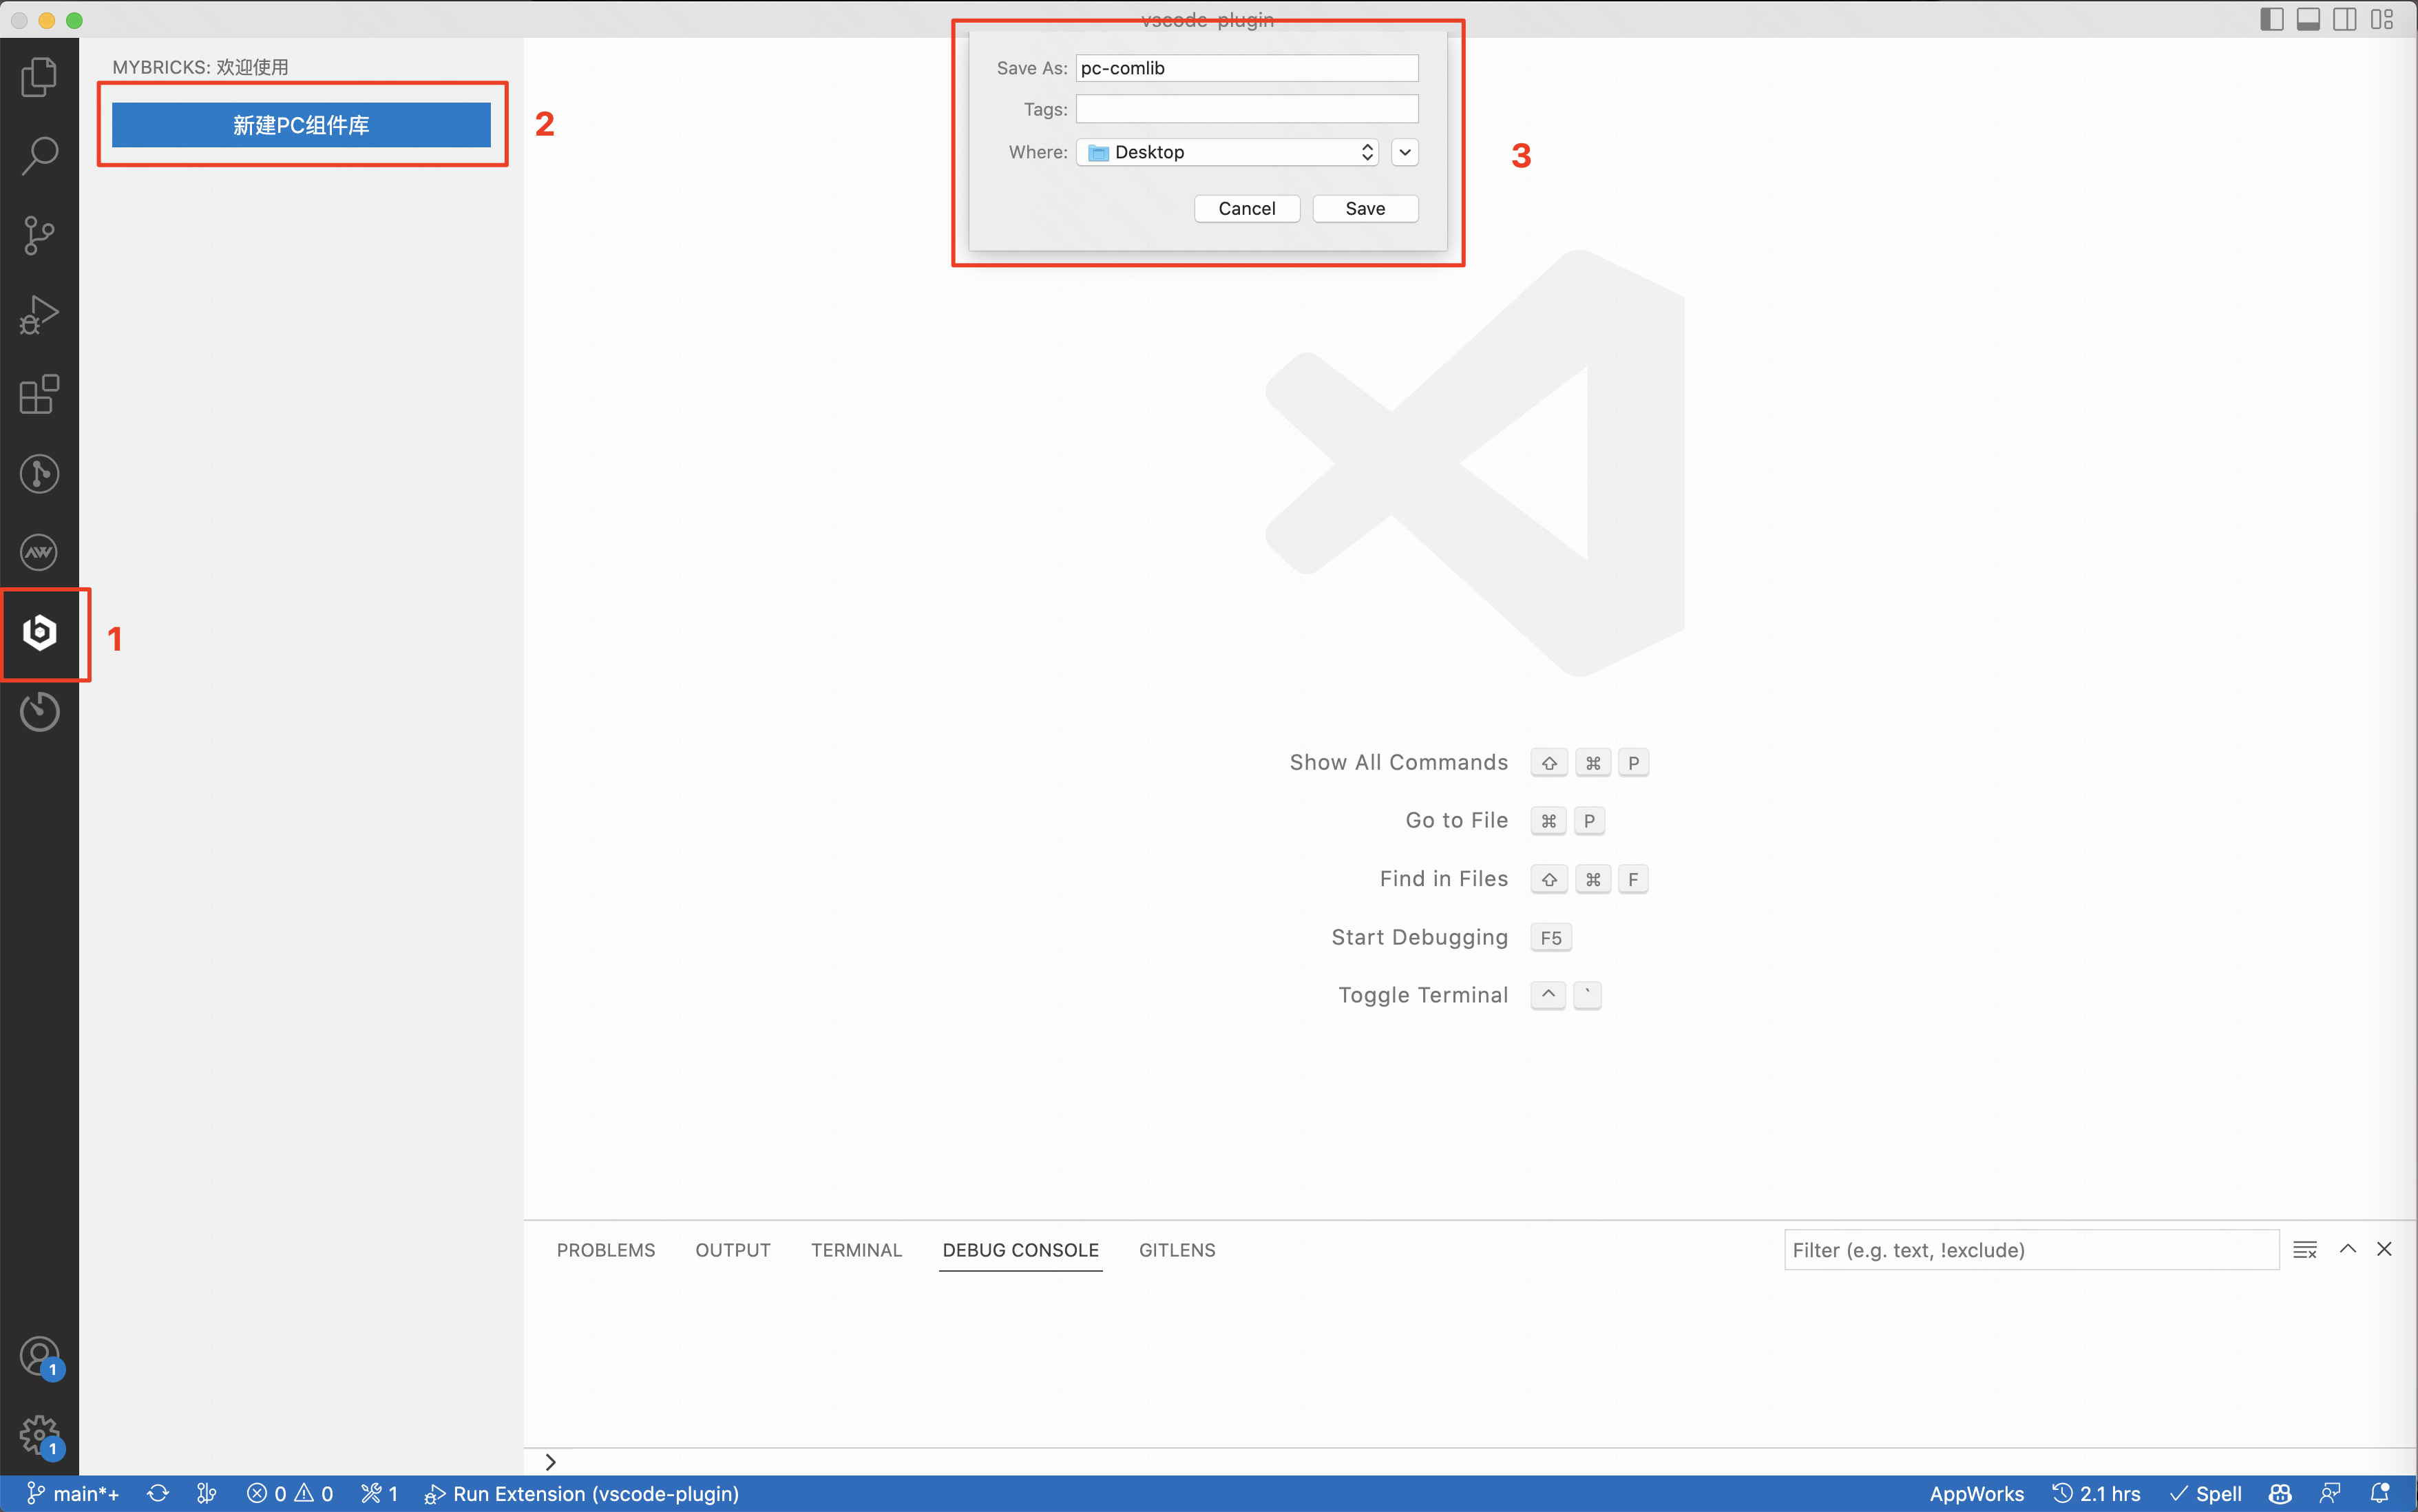 vscode-plugin
MYBRICKS: 欢迎使用
新建PC组件库
2
Save As: pc-comlib
Tags:
Where: Desktop
Cancel Save
3
AW
1
Show All Commands ⇧ ⌘ P
Go to File ⌘ P
Find in Files ⇧ ⌘ F
Start Debugging F5
Toggle Terminal ^ `
PROBLEMS OUTPUT TERMINAL DEBUG CONSOLE GITLENS Filter (e.g. text, !exclude)
1
1
main*+ 0 0 1 Run Extension (vscode-plugin) AppWorks 2.1 hrs Spell